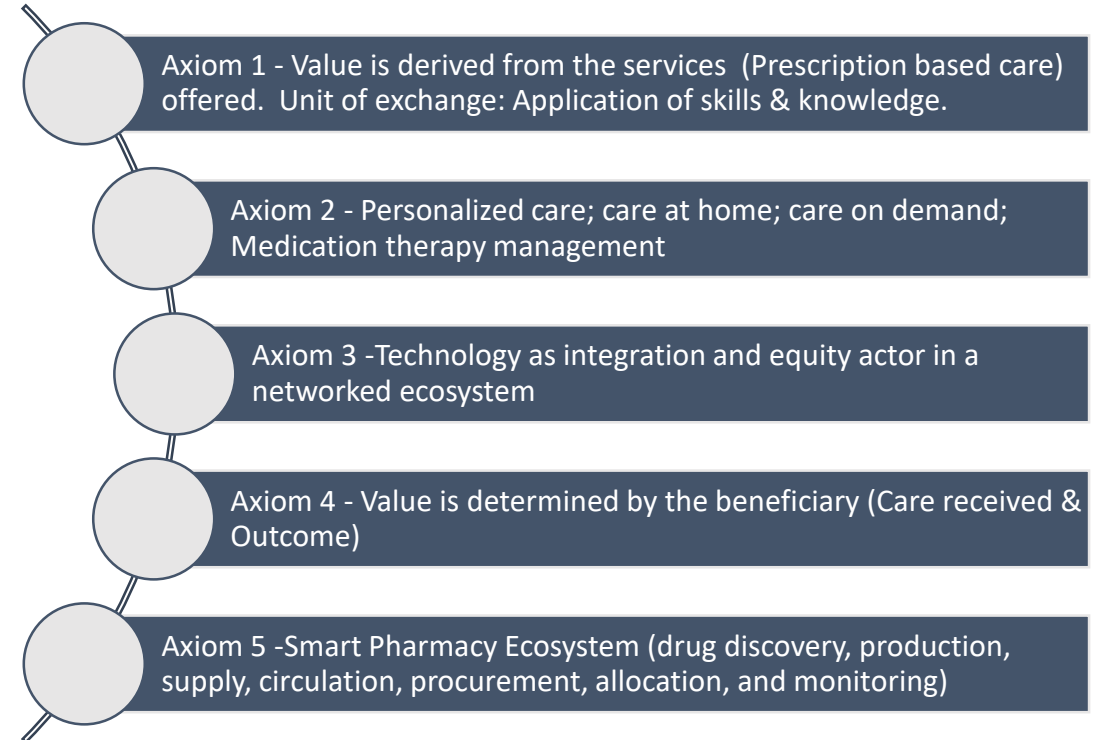 Axiom 1 - Value is derived from the services  (Prescription based care)
offered.  Unit of exchange: Application of skills & knowledge.
Axiom 2 - Personalized care; care at home; care on demand;
Medication therapy management
Axiom 3 -Technology as integration and equity actor in a
networked ecosystem
Axiom 4 - Value is determined by the beneficiary (Care received &
Outcome)
Axiom 5 -Smart Pharmacy Ecosystem (drug discovery, production,
supply, circulation, procurement, allocation, and monitoring)